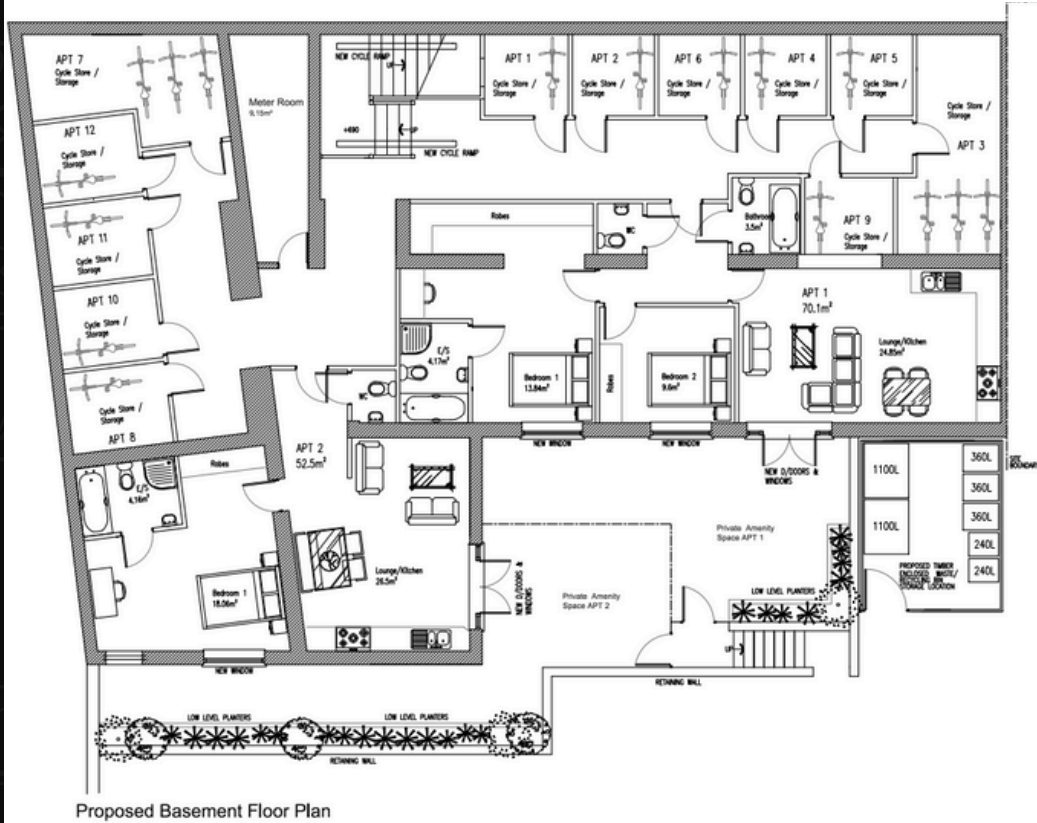 APT 7
Cycle Store /
Storage
Meter Room
9.15m²
NEW CYCLE RAMP
UP
+690
UP
NEW CYCLE RAMP
APT 1
Cycle Store /
Storage
APT 2
Cycle Store /
Storage
APT 6
Cycle Store /
Storage
APT 4
Cycle Store /
Storage
APT 5
Cycle Store /
Storage
Cycle Store /
Storage
APT 3
APT 12
Cycle Store /
Storage
APT 11
Cycle Store /
Storage
APT 10
Cycle Store /
Storage
Cycle Store /
Storage
APT 8
Robes
WC
Bathroom
3.5m²
APT 9
Cycle Store /
Storage
E/S
4.17m²
Bedroom 1
13.84m²
Robes
Bedroom 2
9.6m²
APT 1
70.1m²
Lounge/Kitchen
24.85m²
NEW WINDOW
NEW WINDOW
NEW D/DOORS &
WINDOWS
WC
APT 2
52.5m²
Robes
E/S
4.16m²
Bedroom 1
18.06m²
Lounge/Kitchen
26.5m²
NEW D/DOORS &
WINDOWS
NEW WINDOW
Private Amenity
Space APT 1
Private Amenity
Space APT 2
LOW LEVEL PLANTERS
UP
RETAINING WALL
1100L
1100L
360L
360L
360L
240L
240L
SITE
BOUNDARY
PROPOSED TIMBER
ENCLOSED WASTE/
RECYCLING BIN
STORAGE LOCATION
LOW LEVEL PLANTERS
LOW LEVEL PLANTERS
RETAINING WALL
Proposed Basement Floor Plan